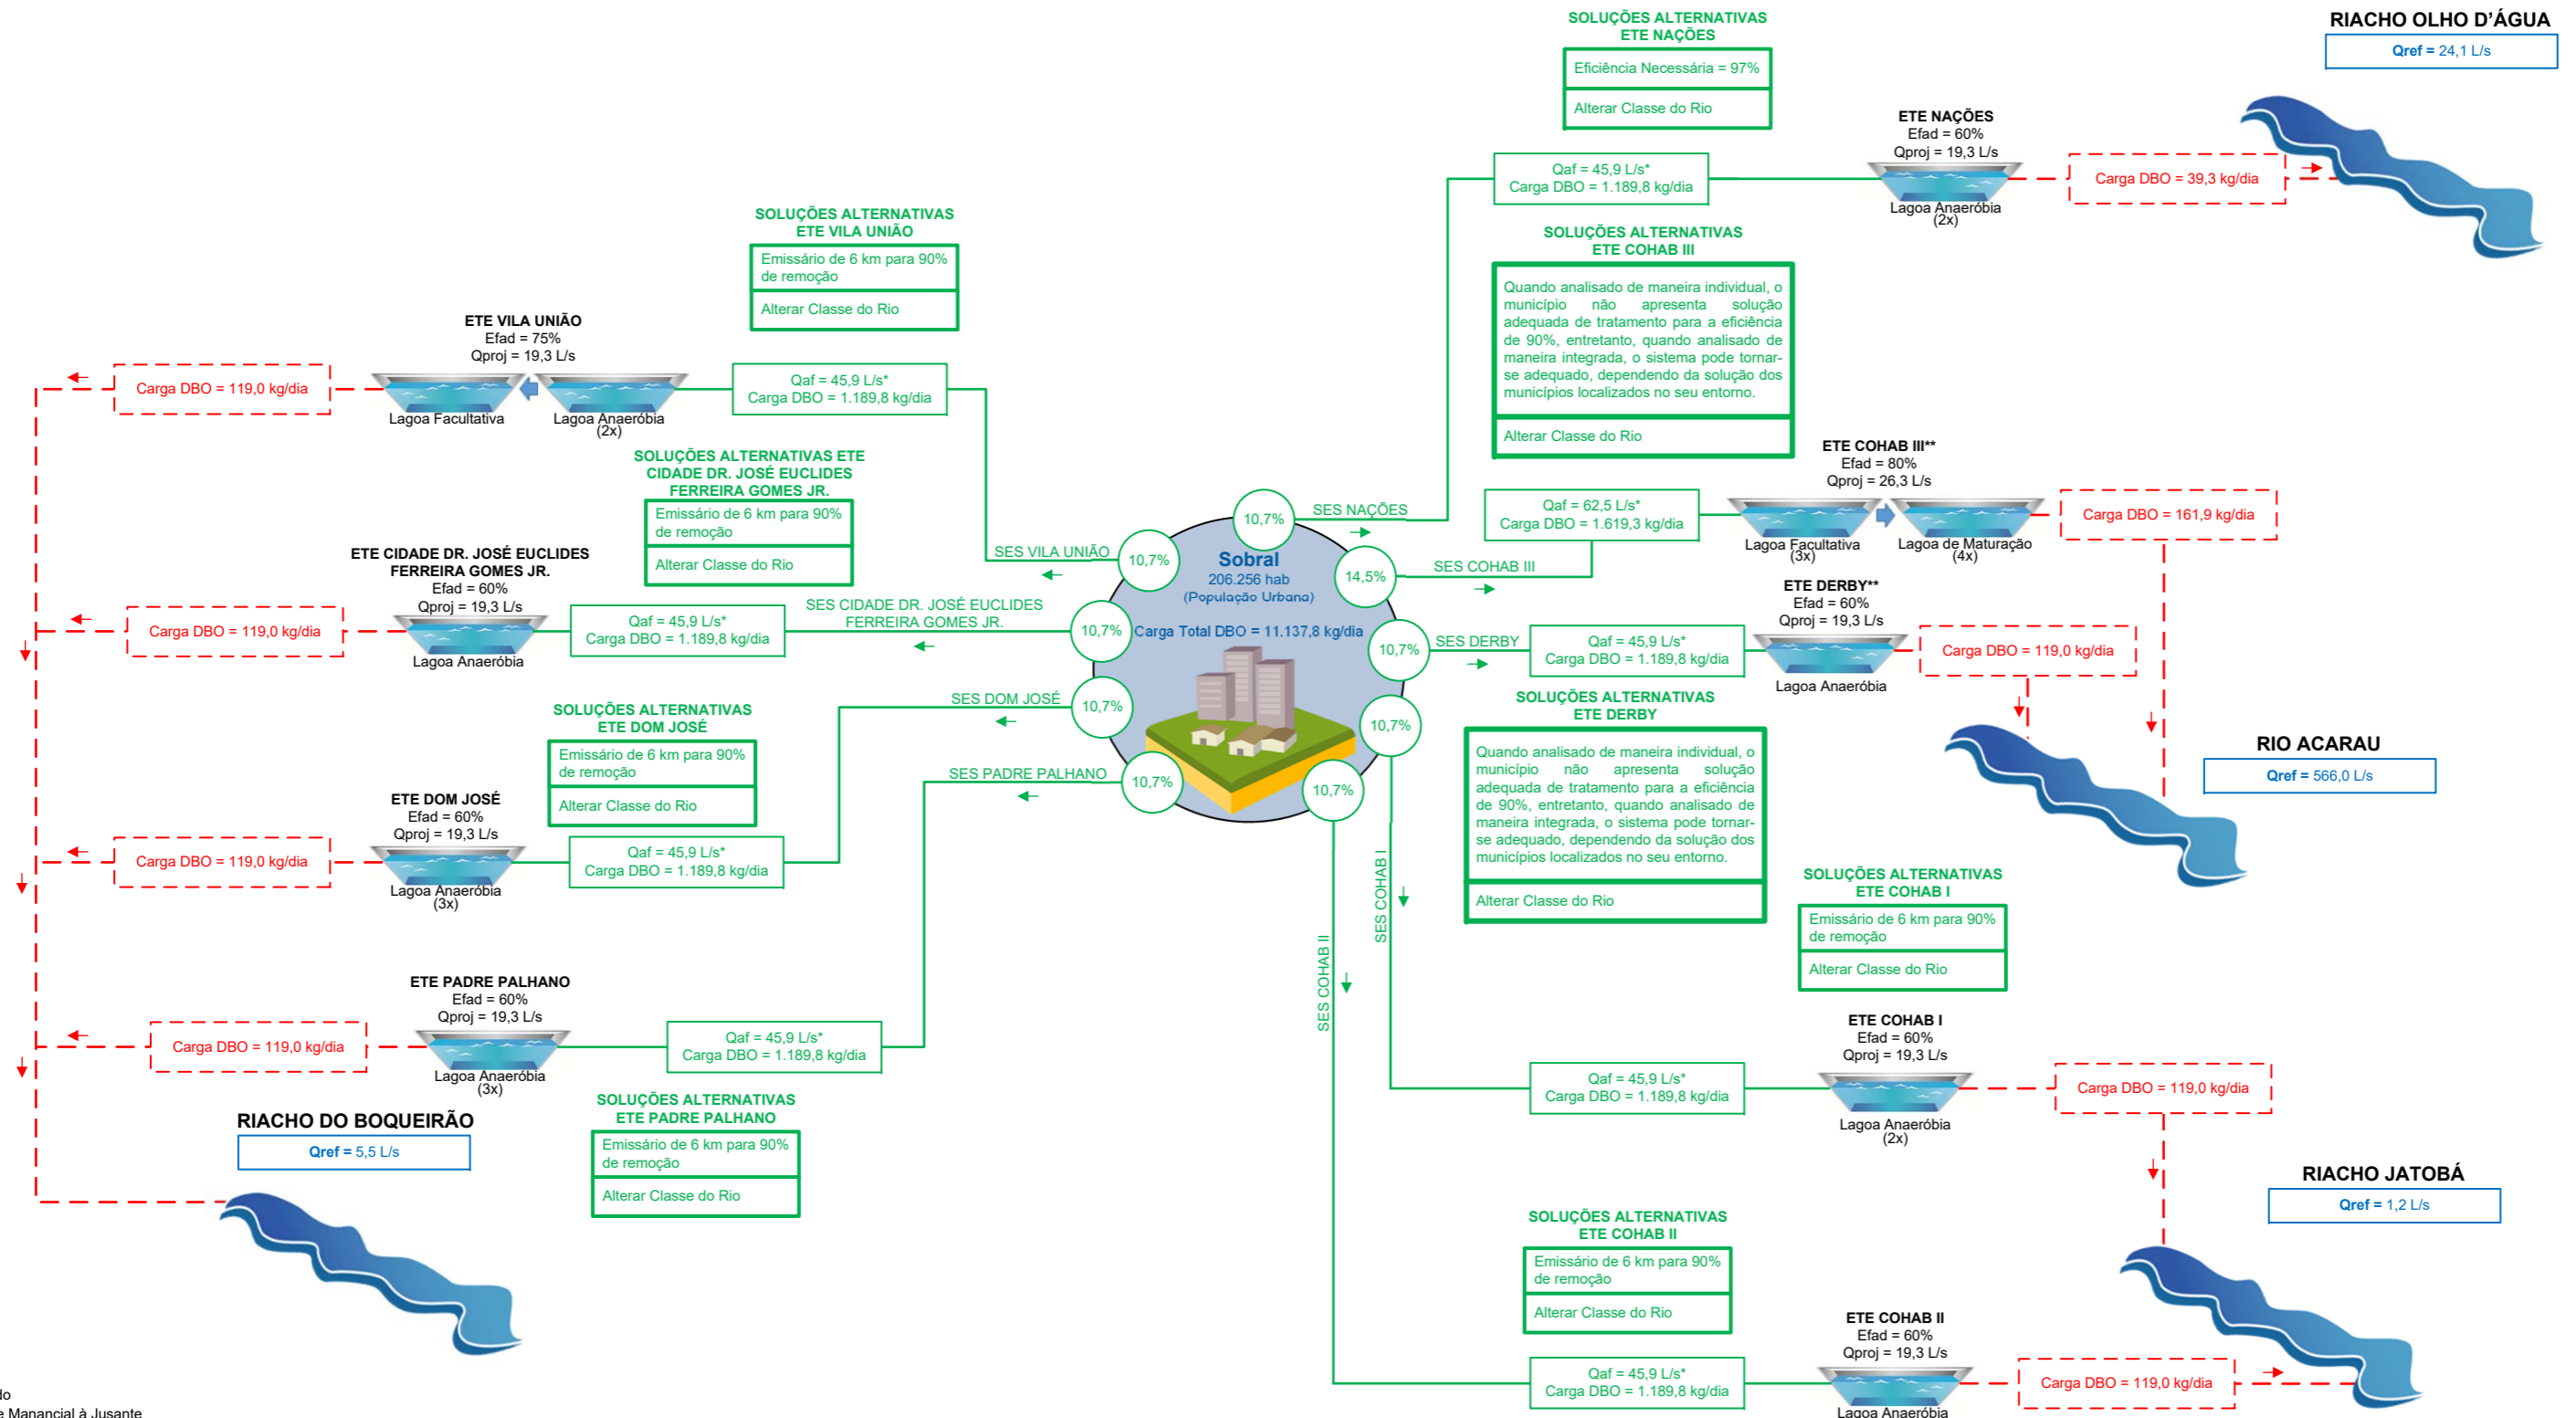 SOLUÇÕES ALTERNATIVAS
ETE NAÇÕES
Eficiência Necessária = 97%
Alterar Classe do Rio
RIACHO OLHO D'ÁGUA
Qref = 24,1 L/s
ETE NAÇÕES
Efad = 60%
Qproj = 19,3 L/s
Qaf = 45,9 L/s*
Carga DBO = 1.189,8 kg/dia
Lagoa Anaeróbia
(2x)
Carga DBO = 39,3 kg/dia
SOLUÇÕES ALTERNATIVAS
ETE VILA UNIÃO
Emissário de 6 km para 90%
de remoção
Alterar Classe do Rio
ETE VILA UNIÃO
Efad = 75%
Qproj = 19,3 L/s
Carga DBO = 119,0 kg/dia
Lagoa Facultativa
Lagoa Anaeróbia
(2x)
Qaf = 45,9 L/s*
Carga DBO = 1.189,8 kg/dia
SOLUÇÕES ALTERNATIVAS
ETE COHAB III
Quando analisado de maneira individual, o
município não apresenta solução
adequada de tratamento para a eficiência
de 90%, entretanto, quando analisado de
maneira integrada, o sistema pode tornar-
se adequado, dependendo da solução dos
municípios localizados no seu entorno.
Alterar Classe do Rio
ETE COHAB III**
Efad = 80%
Qproj = 26,3 L/s
Qaf = 62,5 L/s*
Carga DBO = 1.619,3 kg/dia
Lagoa Facultativa
(3x)
Lagoa de Maturação
(4x)
Carga DBO = 161,9 kg/dia
SOLUÇÕES ALTERNATIVAS ETE
CIDADE DR. JOSÉ EUCLIDES
FERREIRA GOMES JR.
Emissário de 6 km para 90%
de remoção
Alterar Classe do Rio
ETE CIDADE DR. JOSÉ EUCLIDES
FERREIRA GOMES JR.
Efad = 60%
Qproj = 19,3 L/s
Carga DBO = 119,0 kg/dia
Lagoa Anaeróbia
Qaf = 45,9 L/s*
Carga DBO = 1.189,8 kg/dia
SES CIDADE DR. JOSÉ EUCLIDES
FERREIRA GOMES JR.
SES VILA UNIÃO
SES NAÇÕES
SES COHAB III
SES DERBY
SES DOM JOSÉ
SES PADRE PALHANO
SES COHAB I
SES COHAB II
10,7%
10,7%
14,5%
10,7%
10,7%
10,7%
10,7%
10,7%
10,7%
Sobral
206.256 hab
(População Urbana)
Carga Total DBO = 11.137,8 kg/dia
ETE DERBY**
Efad = 60%
Qproj = 19,3 L/s
Qaf = 45,9 L/s*
Carga DBO = 1.189,8 kg/dia
Lagoa Anaeróbia
Carga DBO = 119,0 kg/dia
SOLUÇÕES ALTERNATIVAS
ETE DERBY
Quando analisado de maneira individual, o
município não apresenta solução
adequada de tratamento para a eficiência
de 90%, entretanto, quando analisado de
maneira integrada, o sistema pode tornar-
se adequado, dependendo da solução dos
municípios localizados no seu entorno.
Alterar Classe do Rio
RIO ACARAU
Qref = 566,0 L/s
SOLUÇÕES ALTERNATIVAS
ETE DOM JOSÉ
Emissário de 6 km para 90%
de remoção
Alterar Classe do Rio
ETE DOM JOSÉ
Efad = 60%
Qproj = 19,3 L/s
Carga DBO = 119,0 kg/dia
Lagoa Anaeróbia
(3x)
Qaf = 45,9 L/s*
Carga DBO = 1.189,8 kg/dia
SOLUÇÕES ALTERNATIVAS
ETE COHAB I
Emissário de 6 km para 90%
de remoção
Alterar Classe do Rio
ETE COHAB I
Efad = 60%
Qproj = 19,3 L/s
Qaf = 45,9 L/s*
Carga DBO = 1.189,8 kg/dia
Lagoa Anaeróbia
(2x)
Carga DBO = 119,0 kg/dia
ETE PADRE PALHANO
Efad = 60%
Qproj = 19,3 L/s
Carga DBO = 119,0 kg/dia
Lagoa Anaeróbia
(3x)
Qaf = 45,9 L/s*
Carga DBO = 1.189,8 kg/dia
SOLUÇÕES ALTERNATIVAS
ETE PADRE PALHANO
Emissário de 6 km para 90%
de remoção
Alterar Classe do Rio
RIACHO DO BOQUEIRÃO
Qref = 5,5 L/s
RIACHO JATOBÁ
Qref = 1,2 L/s
SOLUÇÕES ALTERNATIVAS
ETE COHAB II
Emissário de 6 km para 90%
de remoção
Alterar Classe do Rio
ETE COHAB II
Efad = 60%
Qproj = 19,3 L/s
Qaf = 45,9 L/s*
Carga DBO = 1.189,8 kg/dia
Lagoa Anaeróbia
Carga DBO = 119,0 kg/dia
do
e Manancial à Jusante